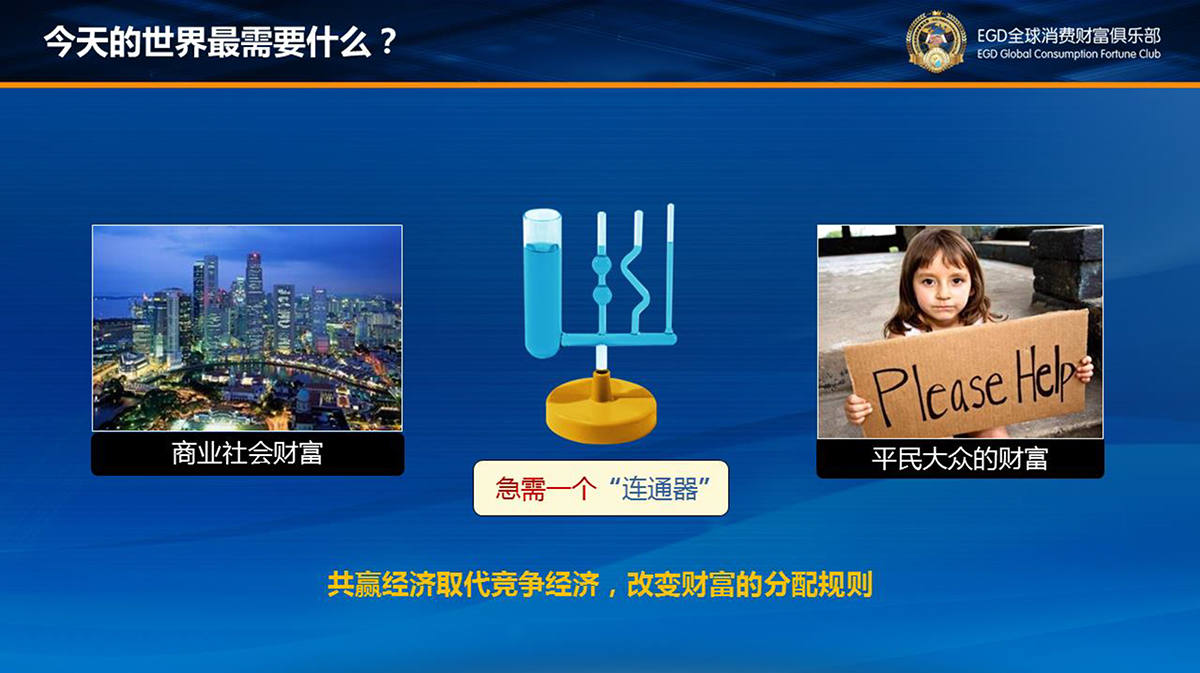 今天的世界最需要什么？
EGD全球消费财富俱乐部
EGD Global Consumption Fortune Club
Please Help
商业社会财富
平民大众的财富
急需一个“连通器”
共赢经济取代竞争经济，改变财富的分配规则